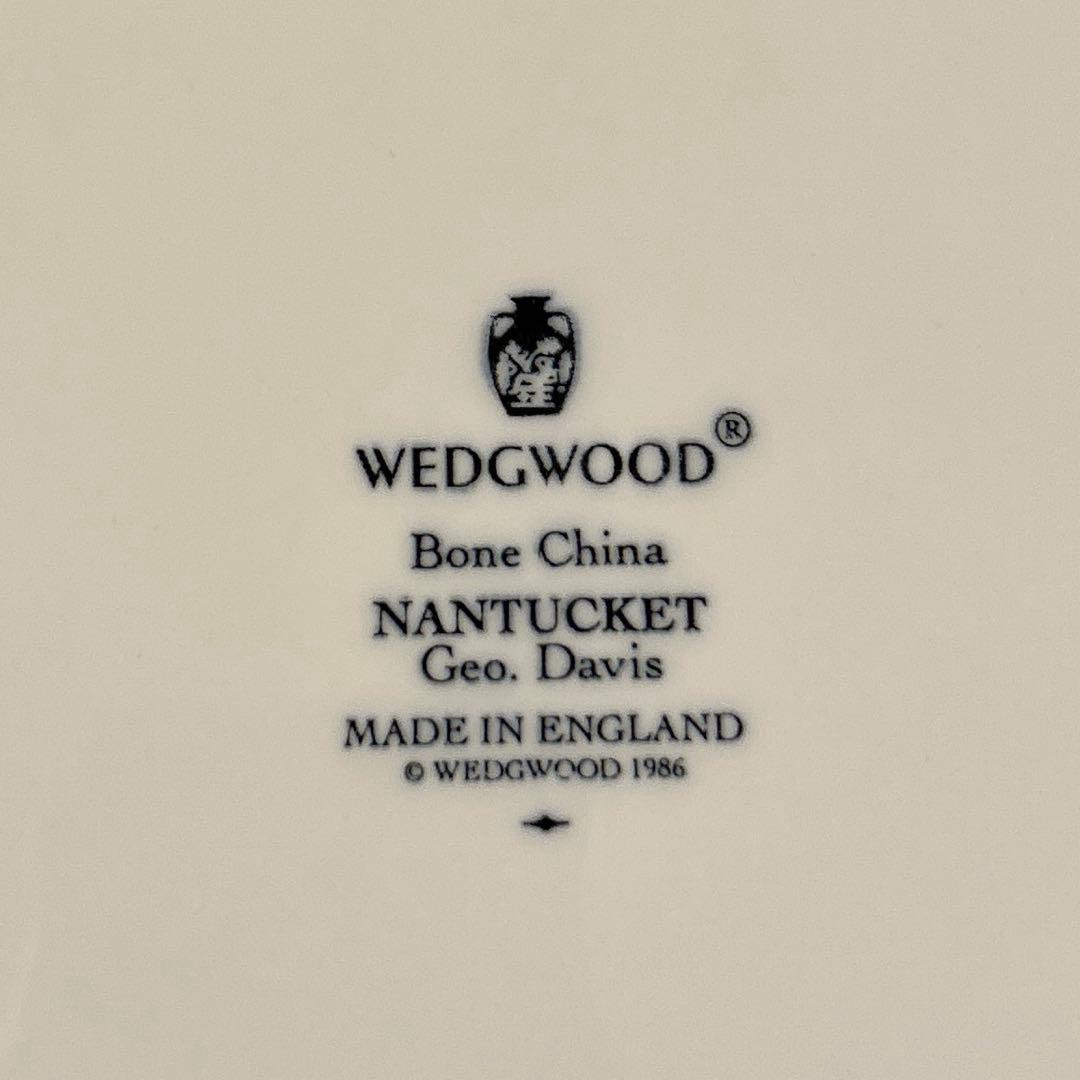 WEDGWOOD®
Bone China
NANTUCKET
Geo. Davis
MADE IN ENGLAND
© WEDGWOOD 1986